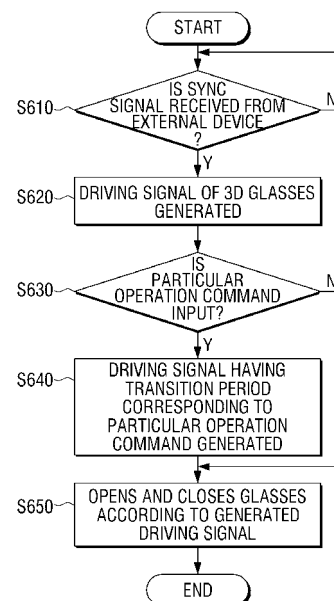 START
S610
IS SYNC
SIGNAL RECEIVED FROM
EXTERNAL DEVICE
?
N
Y
S620
DRIVING SIGNAL OF 3D GLASSES
GENERATED
S630
IS
PARTICULAR
OPERATION COMMAND
INPUT?
N
Y
S640
DRIVING SIGNAL HAVING
TRANSITION PERIOD
CORRESPONDING TO
PARTICULAR OPERATION
COMMAND GENERATED
S650
OPENS AND CLOSES GLASSES
ACCORDING TO GENERATED
DRIVING SIGNAL
END